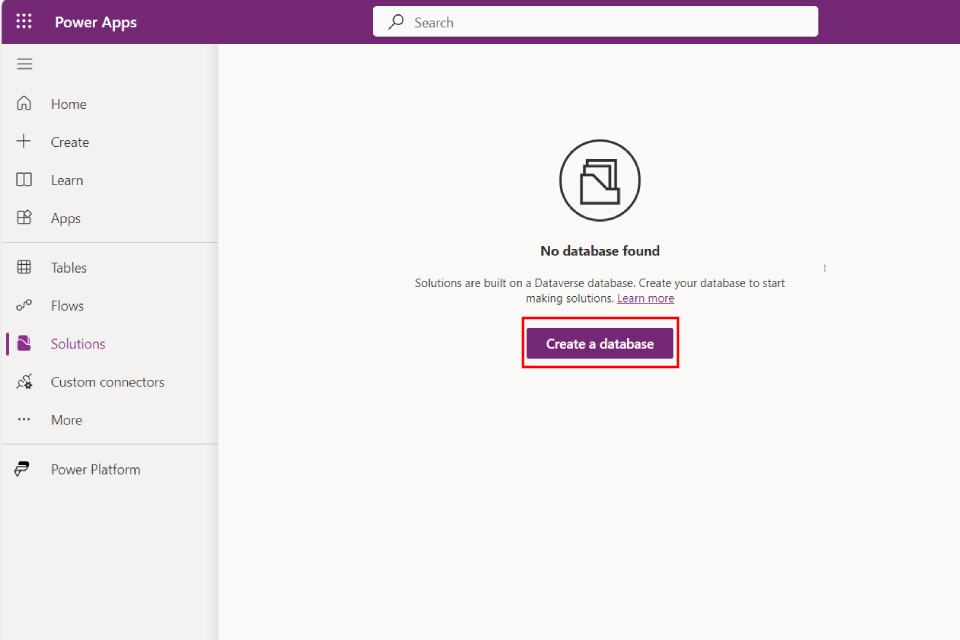 Power Apps
Search
Home
Create
Learn
Apps
Tables
Flows
Solutions
Custom connectors
More
Power Platform
No database found
Solutions are built on a Dataverse database. Create your database to start
making solutions. Learn more
Create a database